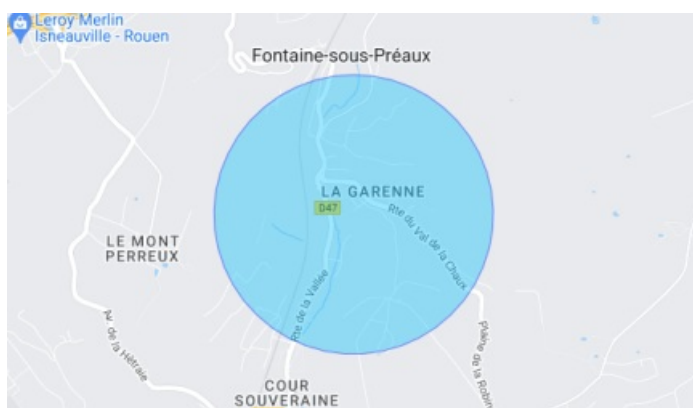 Leroy Merlin
Isneauville - Rouen
Fontaine-sous-Préaux
LA GARENNE
D47
Rte du Val de la Chaux
LE MONT
PERREUX
Rte de la Vallée
Av. de la Hêtraie
Plaine de la Robin
COUR
SOUVERAINE